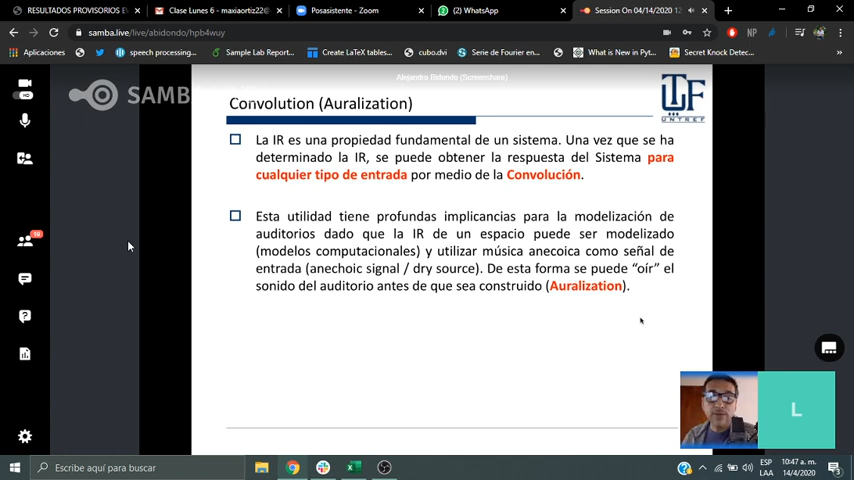 RESULTADOS PROVISORIOS E
Clase Lunes 6 - maxiaortiz22@
Posasistente - Zoom
(2) WhatsApp
Session On 04/14/2020 12
samba.live/live/abidondo/hpb4wuy
NP
Aplicaciones
speech processing...
Sample Lab Report...
Create LaTeX tables...
cubo.dvi
Serie de Fourier en...
What is New in Pyt...
Secret Knock Detec...
Alejandro Bidondo (Screenshare)
SAMB
HD
Convolution (Auralization)
UNTREF
La IR es una propiedad fundamental de un sistema. Una vez que se ha
determinado la IR, se puede obtener la respuesta del Sistema para
cualquier tipo de entrada por medio de la Convolución.
Esta utilidad tiene profundas implicancias para la modelización de
auditorios dado que la IR de un espacio puede ser modelizado
(modelos computacionales) y utilizar música anecoica como señal de
entrada (anechoic signal / dry source). De esta forma se puede “oír” el
sonido del auditorio antes de que sea construido (Auralization).
10
L
Escribe aquí para buscar
ESP
LAA
10:47 a. m.
14/4/2020
3